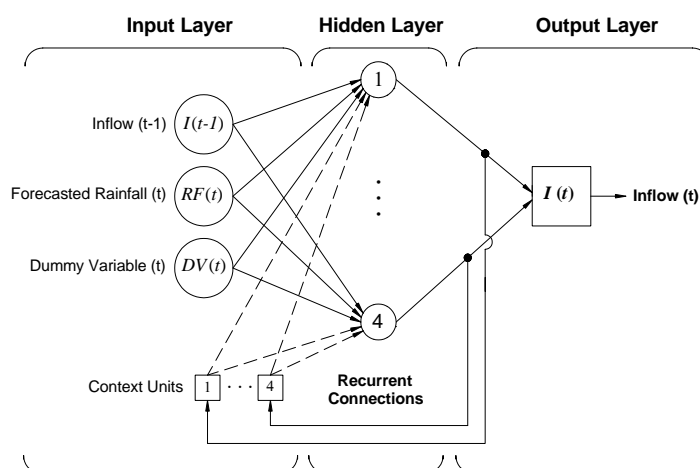 Input Layer
Hidden Layer
Output Layer
1
Inflow (t-1)
I(t-1)
Forecasted Rainfall (t)
RF(t)
I(t)
Inflow (t)
Dummy Variable (t)
DV(t)
4
Context Units
1
4
Recurrent
Connections